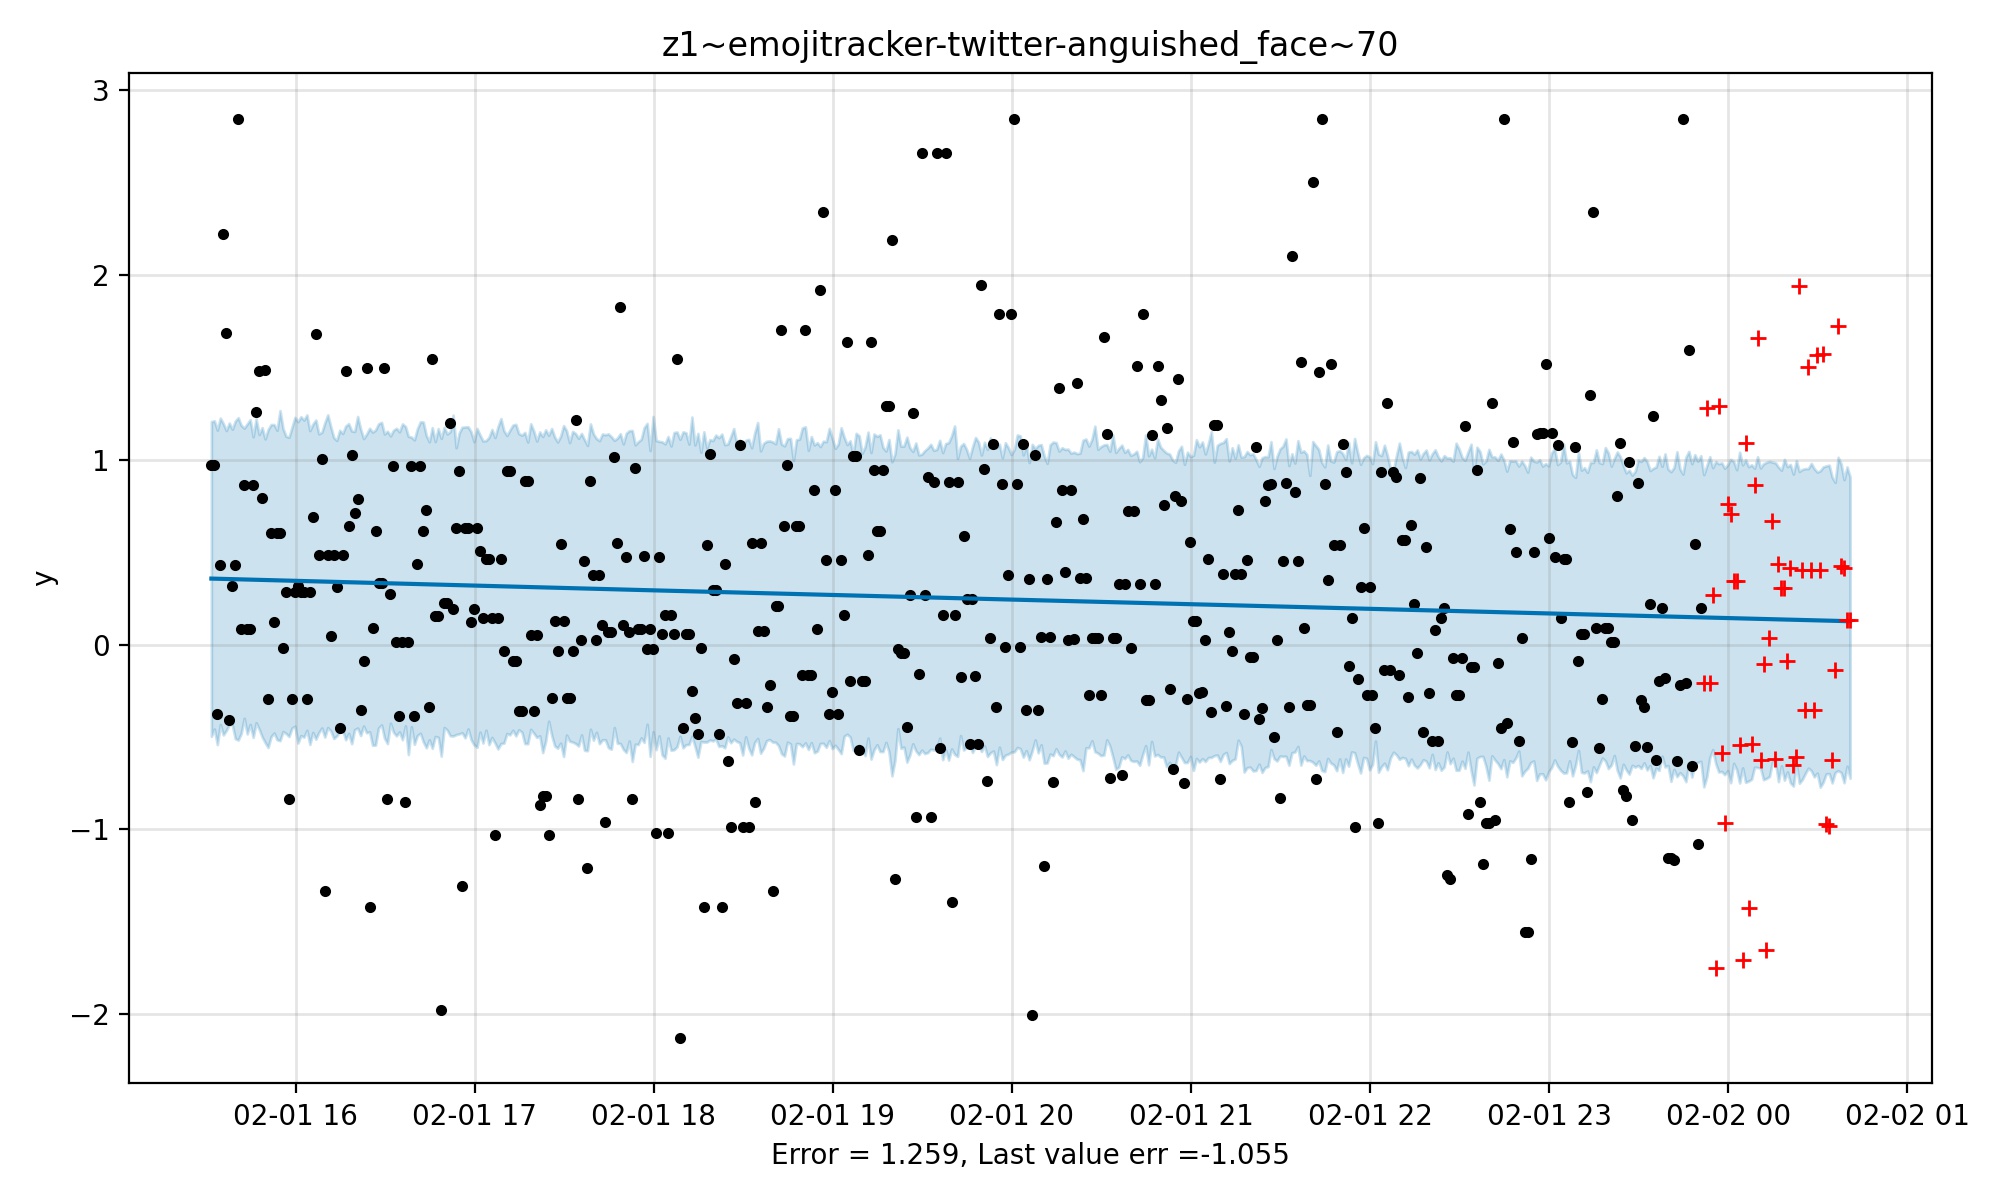 z1~emojitracker-twitter-anguished_face~70
3
2
1
0
−1
−2
y
02-01 16 02-01 17 02-01 18 02-01 19 02-01 20 02-01 21 02-01 22 02-01 23 02-02 00 02-02 01
Error = 1.259, Last value err =-1.055